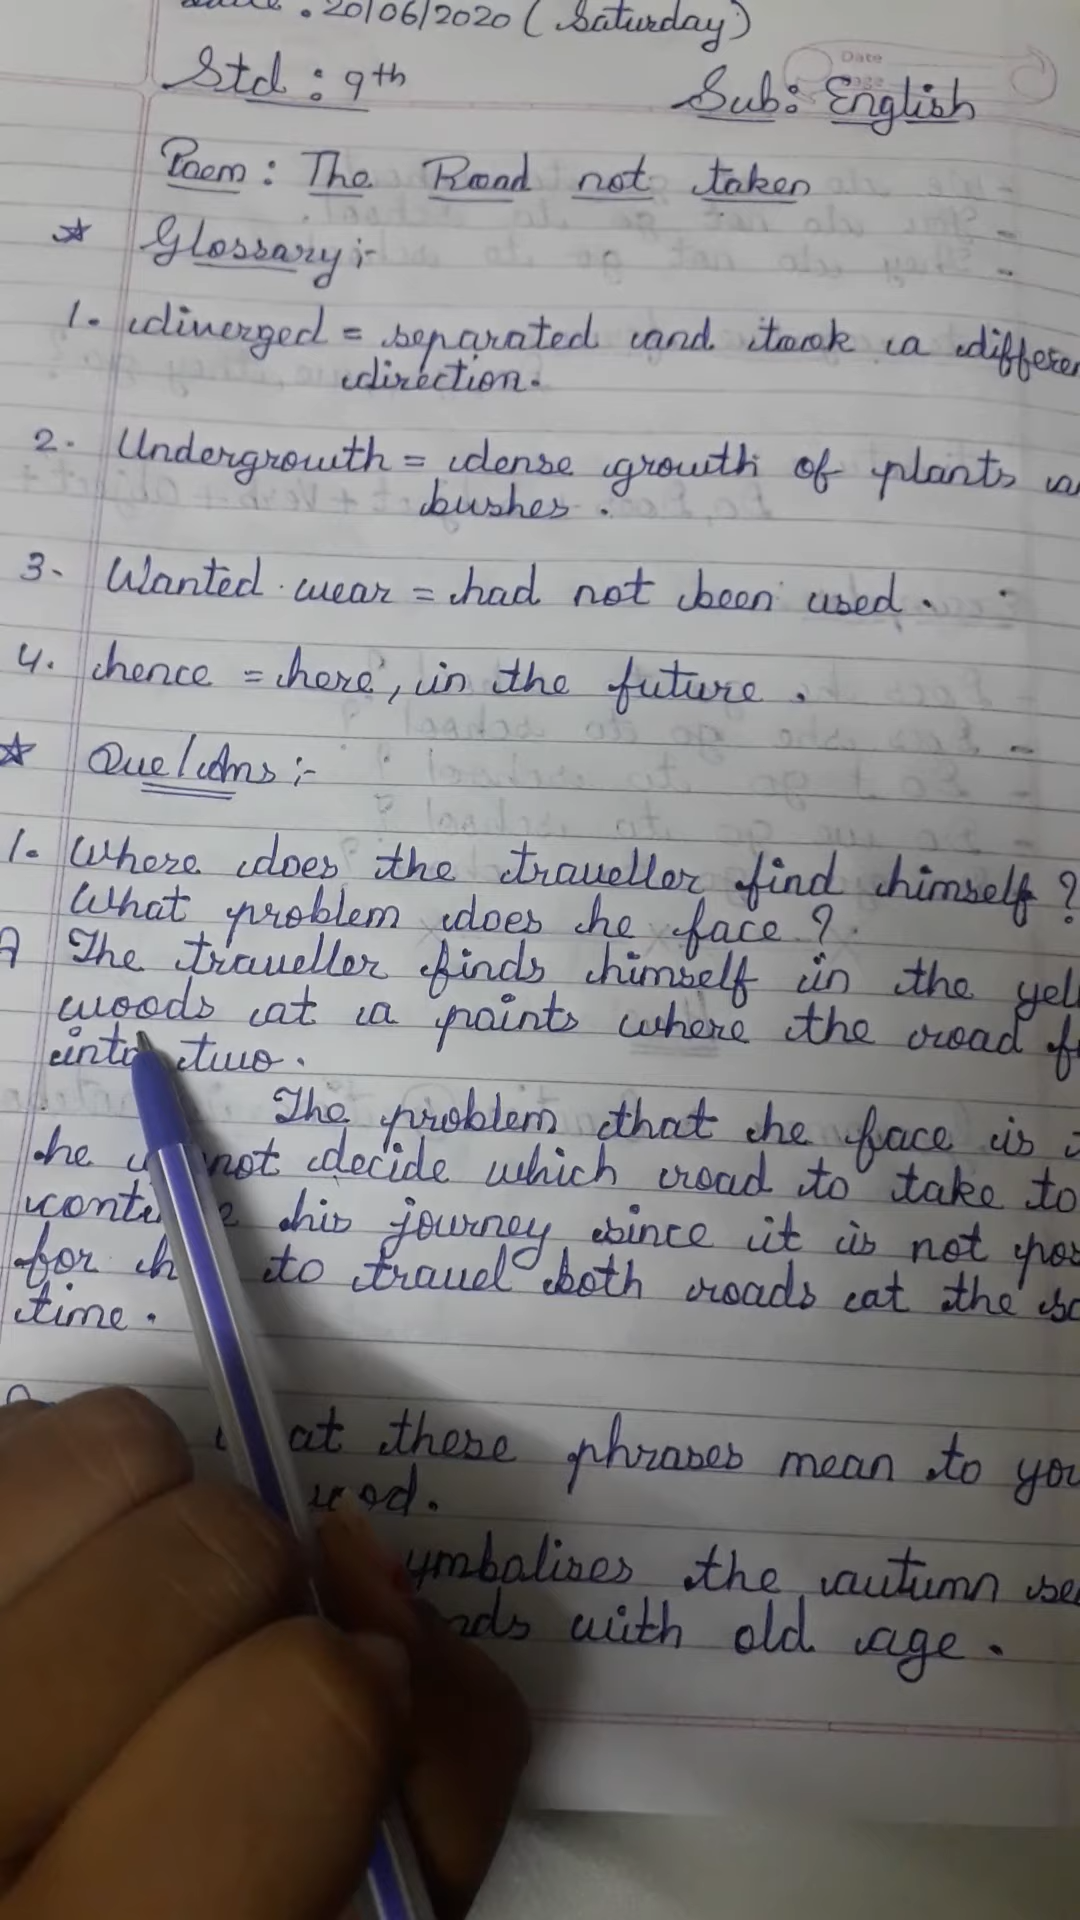 20/06/2020 (Saturday)
Date
Std : 9th
Sub: English
Poem : The Road not taken
☆ Glossary :-
1. diverged = separated and took a
direction.
2. Undergrowth = dense growth of plants
bushes.
3. Wanted wear = had not been used.
4. hence = here, in the future.
☆ Que/Ans :-
1. Where does the traveller find himself?
What problem does he face?
The traveller finds himself in the
woods at a points where the road
into two.
The problem that he face is
he not decide which road to take to
his journey since it is not
for to travel both roads at the
time.
these phrases mean to
the autumn
with old age.